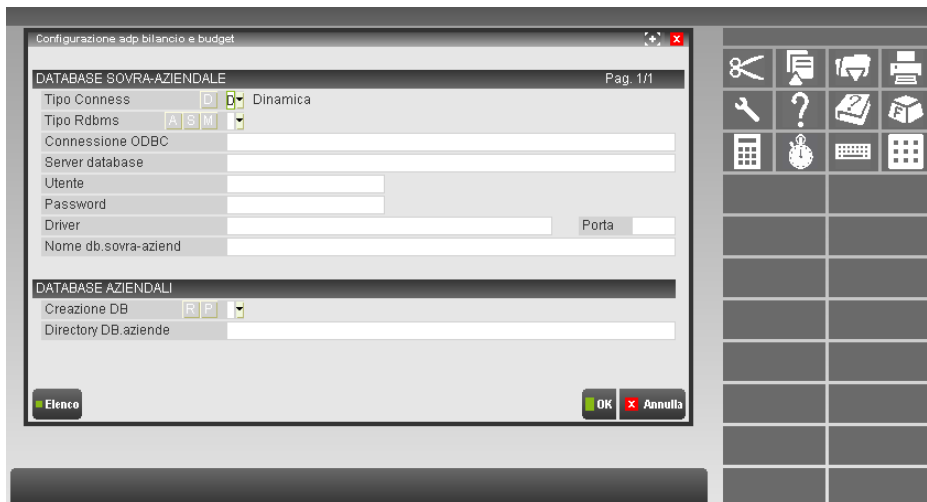 Configurazione adp bilancio e budget
DATABASE SOVRA-AZIENDALE Pag. 1/1
Tipo Conness D D Dinamica
Tipo Rdbms A S M
Connessione ODBC
Server database
Utente
Password
Driver Porta
Nome db.sovra-aziend
DATABASE AZIENDALI
Creazione DB R P
Directory DB.aziende
Elenco OK x Annulla